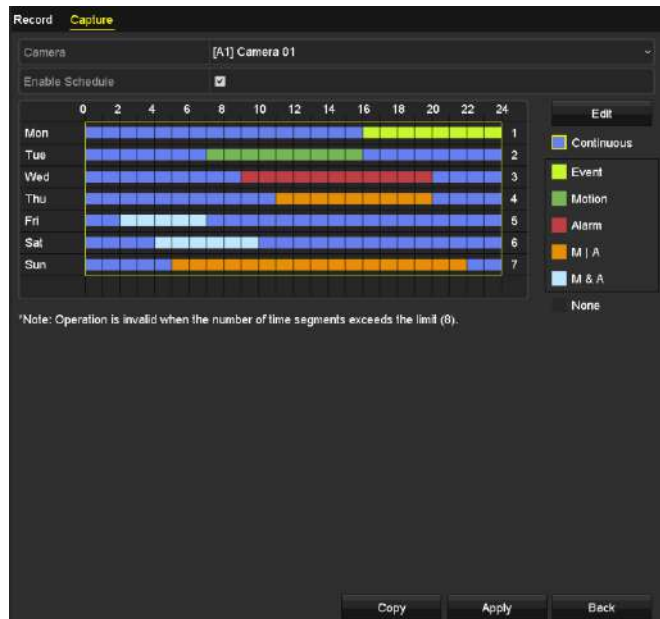 Record Capture
Camera [A1] Camera 01
Enable Schedule
0 2 4 6 8 10 12 14 16 18 20 22 24
Edit
Mon 1
Continuous
Tue 2
Wed 3
Event
Thu 4
Motion
Fri 5
Alarm
Sat 6
M | A
Sun 7
M & A
None
*Note: Operation is invalid when the number of time segments exceeds the limit (8).
Copy Apply Back